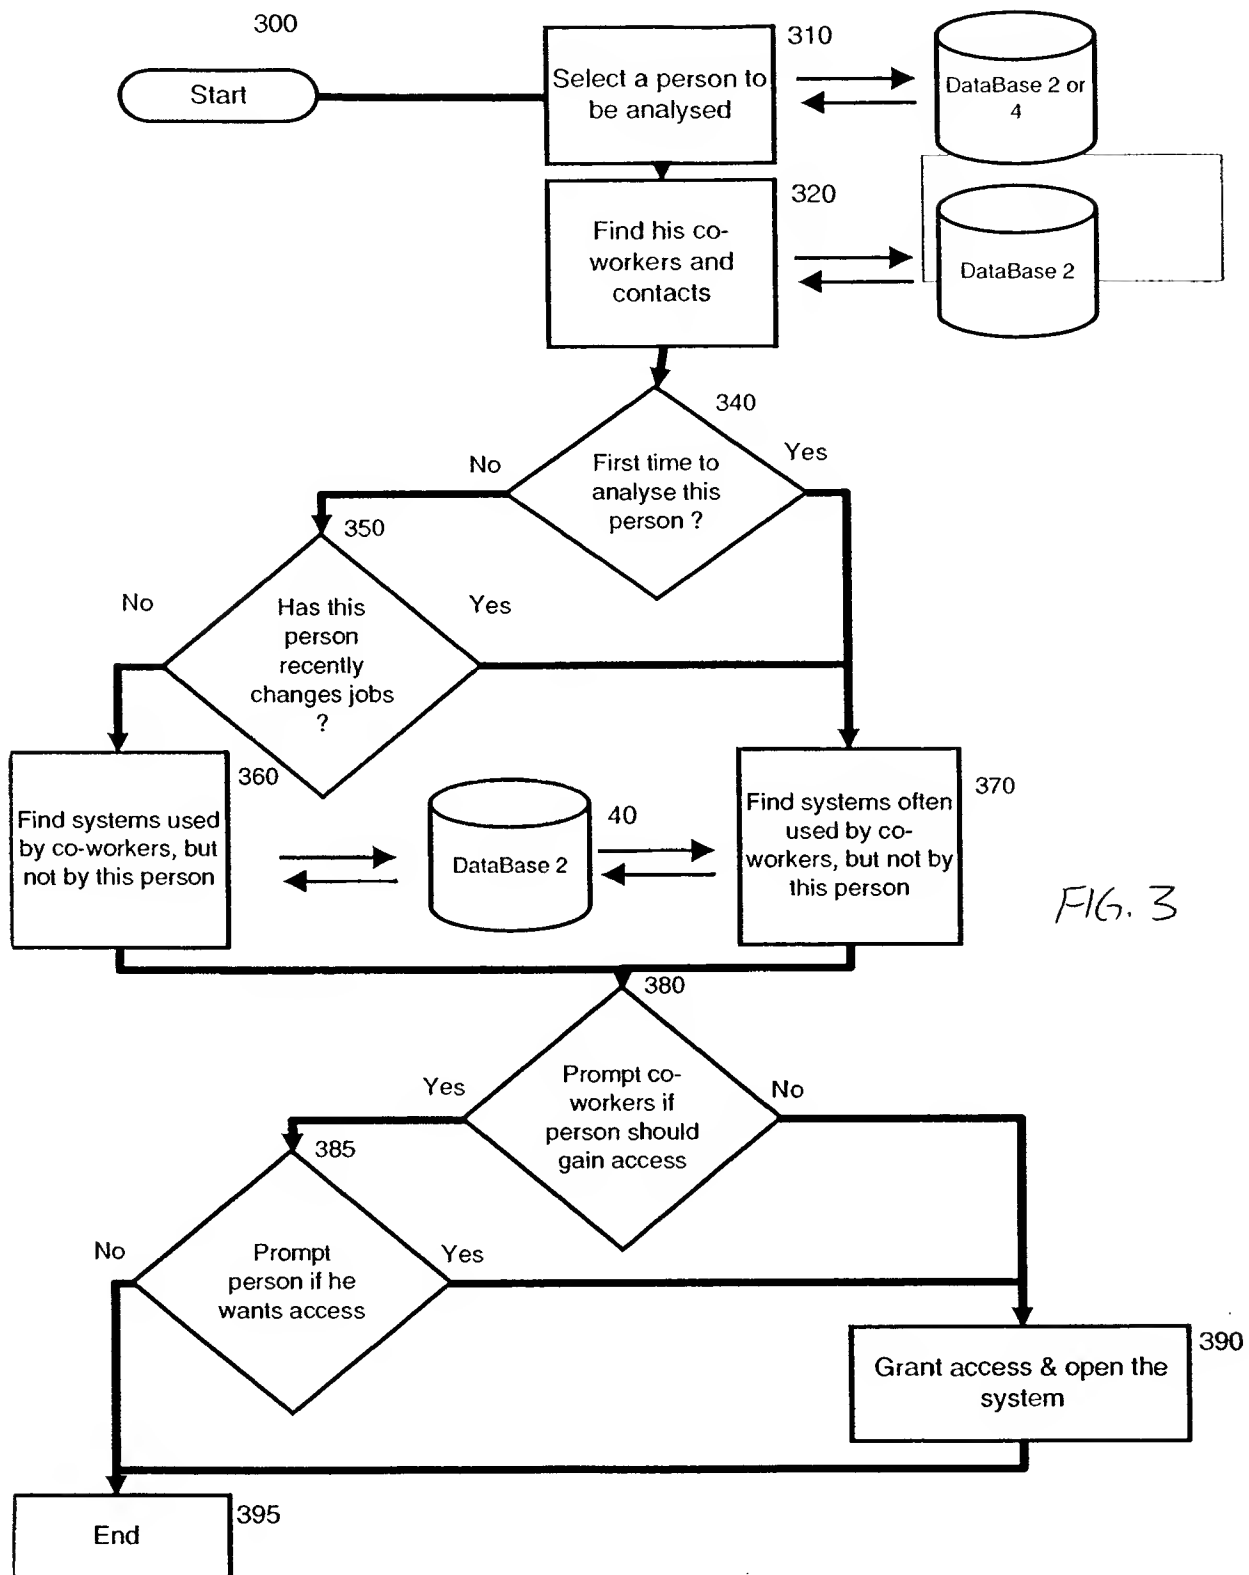 300
Start
310
Select a person to
be analysed
DataBase 2 or
4
320
Find his co-
workers and
contacts
DataBase 2
340
First time to
analyse this
person ?
No
Yes
350
Has this
person
recently
changes jobs
?
No
Yes
360
Find systems used
by co-workers, but
not by this person
40
DataBase 2
370
Find systems often
used by co-
workers, but not by
this person
FIG. 3
380
Prompt co-
workers if
person should
gain access
Yes
No
385
Prompt
person if he
wants access
No
Yes
390
Grant access & open the
system
395
End